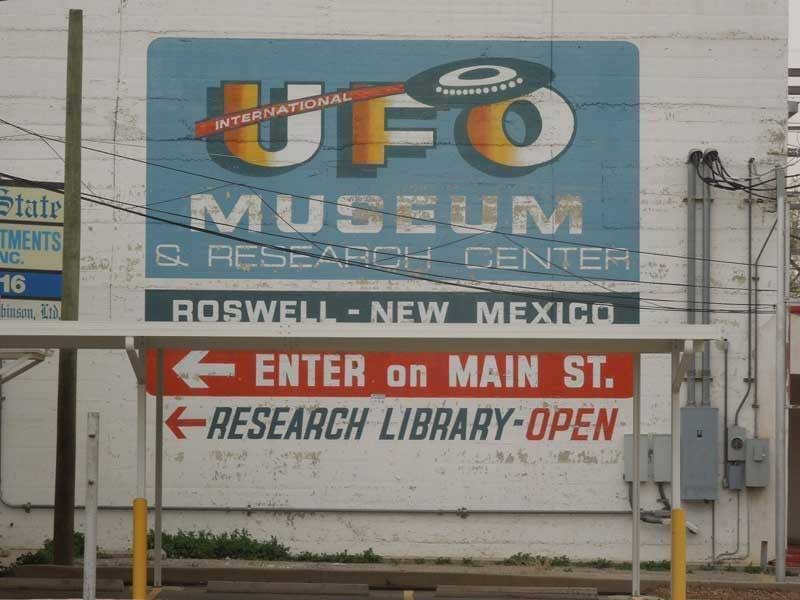 INTERNATIONAL
UFO
MUSEUM
& RESEARCH CENTER
ROSWELL - NEW MEXICO
ENTER on MAIN ST.
RESEARCH LIBRARY-OPEN
State
TMENTS
NC.
16
binson, Ltd.